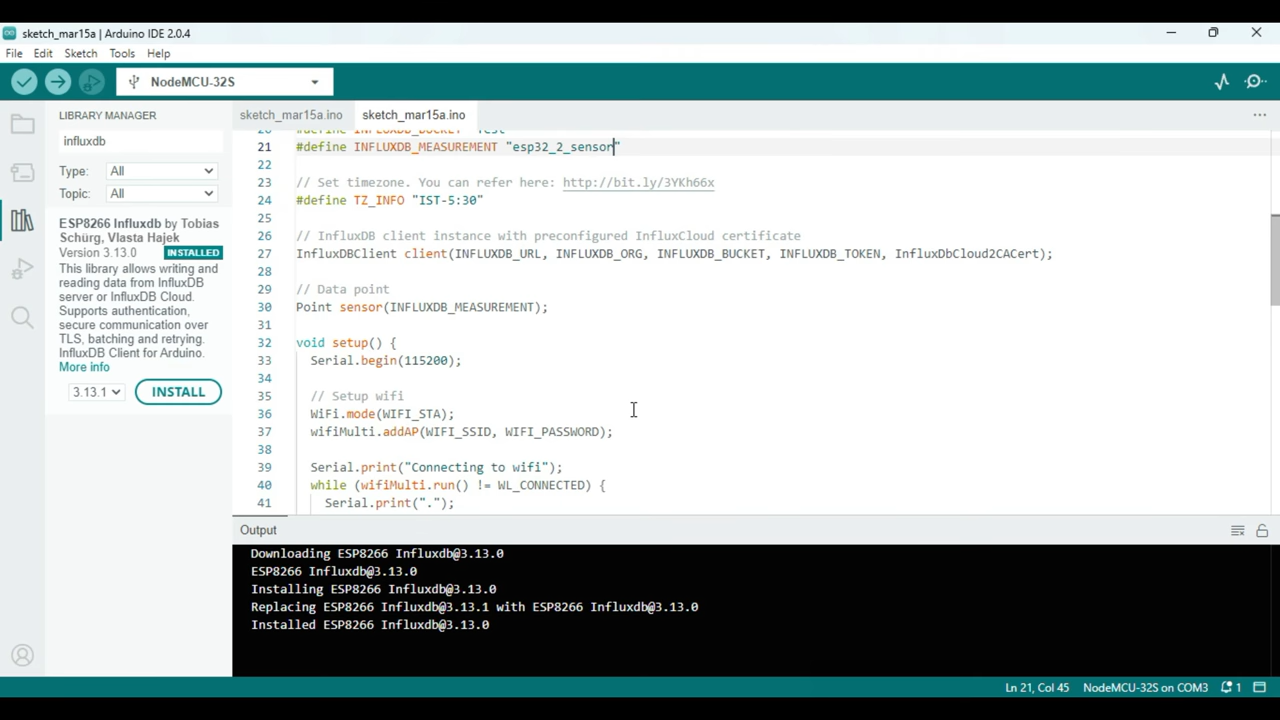 sketch_mar15a | Arduino IDE 2.0.4
File Edit Sketch Tools Help
NodeMCU-32S
LIBRARY MANAGER
influxdb
Type: All
Topic: All
ESP8266 Influxdb by Tobias
Schürg, Vlasta Hajek
Version 3.13.0 INSTALLED
This library allows writing and
reading data from InfluxDB
server or InfluxDB Cloud.
Supports authentication,
secure communication over
TLS, batching and retrying.
InfluxDB Client for Arduino.
More info
3.13.1 INSTALL
sketch_mar15a.ino sketch_mar15a.ino
20 #define INFLUXDB_BUCKET "Test"
21 #define INFLUXDB_MEASUREMENT "esp32_2_sensor"
22
23 // Set timezone. You can refer here: http://bit.ly/3YKh66x
24 #define TZ_INFO "IST-5:30"
25
26 // InfluxDB client instance with preconfigured InfluxCloud certificate
27 InfluxDBClient client(INFLUXDB_URL, INFLUXDB_ORG, INFLUXDB_BUCKET, INFLUXDB_TOKEN, InfluxDbCloud2CACert);
28
29 // Data point
30 Point sensor(INFLUXDB_MEASUREMENT);
31
32 void setup() {
33 Serial.begin(115200);
34
35 // Setup wifi
36 WiFi.mode(WIFI_STA);
37 wifiMulti.addAP(WIFI_SSID, WIFI_PASSWORD);
38
39 Serial.print("Connecting to wifi");
40 while (wifiMulti.run() != WL_CONNECTED) {
41 Serial.print(".");
Output
Downloading ESP8266 Influxdb@3.13.0
ESP8266 Influxdb@3.13.0
Installing ESP8266 Influxdb@3.13.0
Replacing ESP8266 Influxdb@3.13.1 with ESP8266 Influxdb@3.13.0
Installed ESP8266 Influxdb@3.13.0
Ln 21, Col 45 NodeMCU-32S on COM3 1